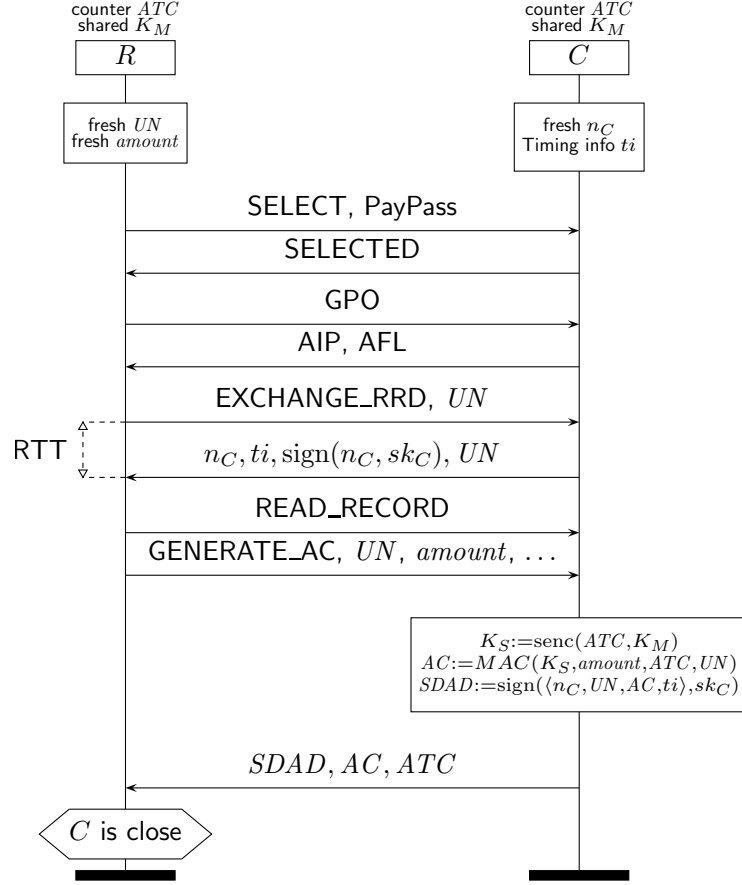 counter ATC
shared K_M
counter ATC
shared K_M
R
C
fresh UN
fresh amount
fresh n_C
Timing info ti
SELECT, PayPass
SELECTED
GPO
AIP, AFL
EXCHANGE_RRD, UN
RTT
n_C, ti, sign(n_C, sk_C), UN
READ_RECORD
GENERATE_AC, UN, amount, ...
K_S:=senc(ATC,K_M)
AC:=MAC(K_S,amount,ATC,UN)
SDAD:=sign(⟨n_C,UN,AC,ti⟩,sk_C)
SDAD, AC, ATC
C is close